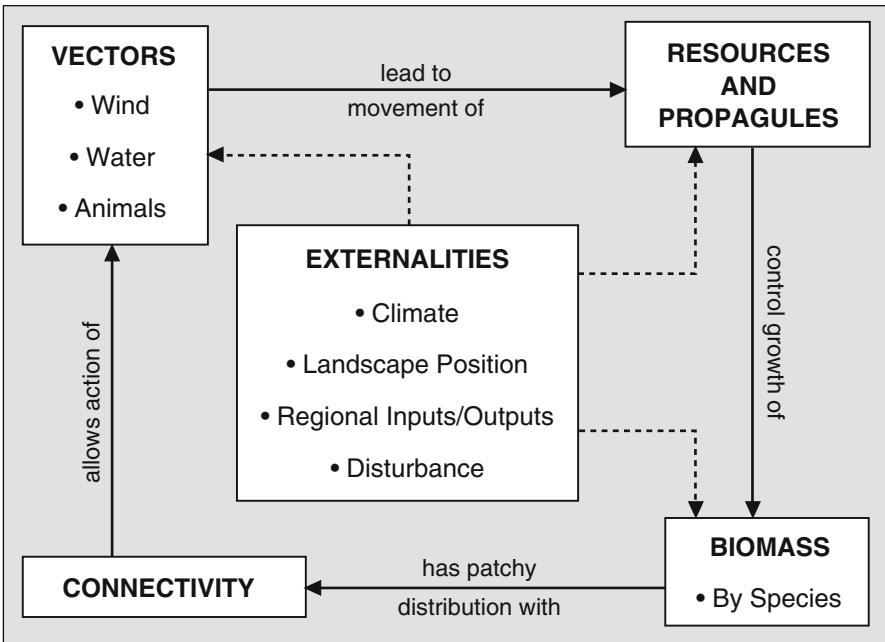 VECTORS
• Wind
• Water
• Animals
lead to
movement of
RESOURCES
AND
PROPAGULES
EXTERNALITIES
• Climate
• Landscape Position
• Regional Inputs/Outputs
• Disturbance
control growth of
allows action of
BIOMASS
• By Species
has patchy
distribution with
CONNECTIVITY